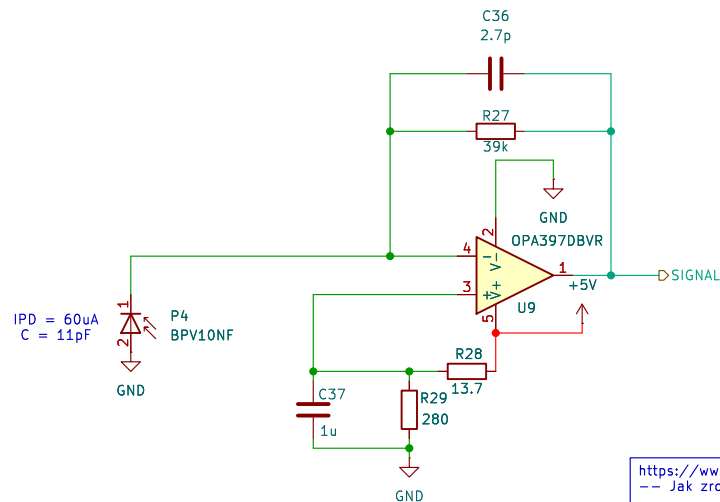 C36
2.7p
R27
39k
GND
OPA397DBVR
2
V-
4
-
1
SIGNAL
3
+
V+
+5V
U9
5
1
2
P4
BPV10NF
IPD = 60uA
C = 11pF
GND
R28
13.7
C37
1u
R29
280
GND
https://ww
-- Jak zro